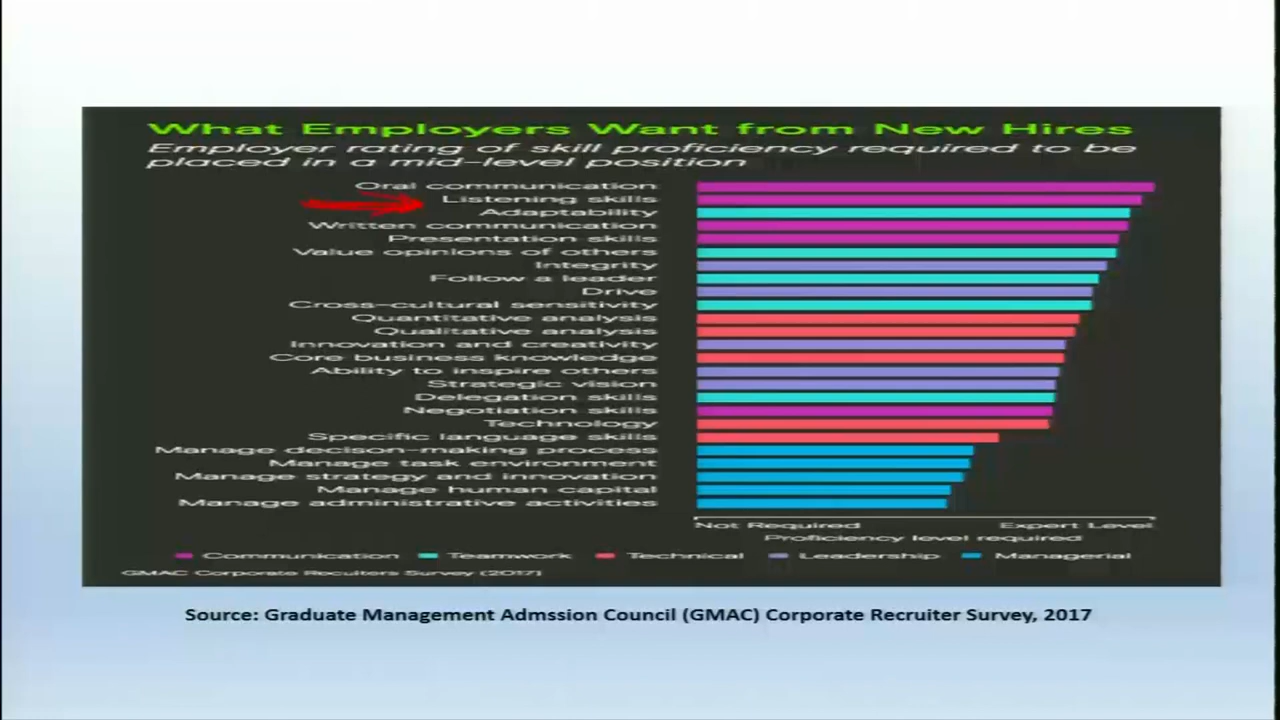 What Employers Want from New Hires
Employer rating of skill proficiency required to be
placed in a mid-level position
Oral communication
Listening skills
Adaptability
Written communication
Presentation skills
Value opinions of others
Integrity
Follow a leader
Drive
Cross-cultural sensitivity
Quantitative analysis
Qualitative analysis
Innovation and creativity
Core business knowledge
Ability to inspire others
Strategic vision
Delegation skills
Negotiation skills
Technology
Specific language skills
Manage decison-making process
Manage task environment
Manage strategy and innovation
Manage human capital
Manage administrative activities
Not Required Expert Level
Proficiency level required
Communication Teamwork Technical Leadership Managerial
GMAC Corporate Recruiters Survey (2017)
Source: Graduate Management Admssion Council (GMAC) Corporate Recruiter Survey, 2017